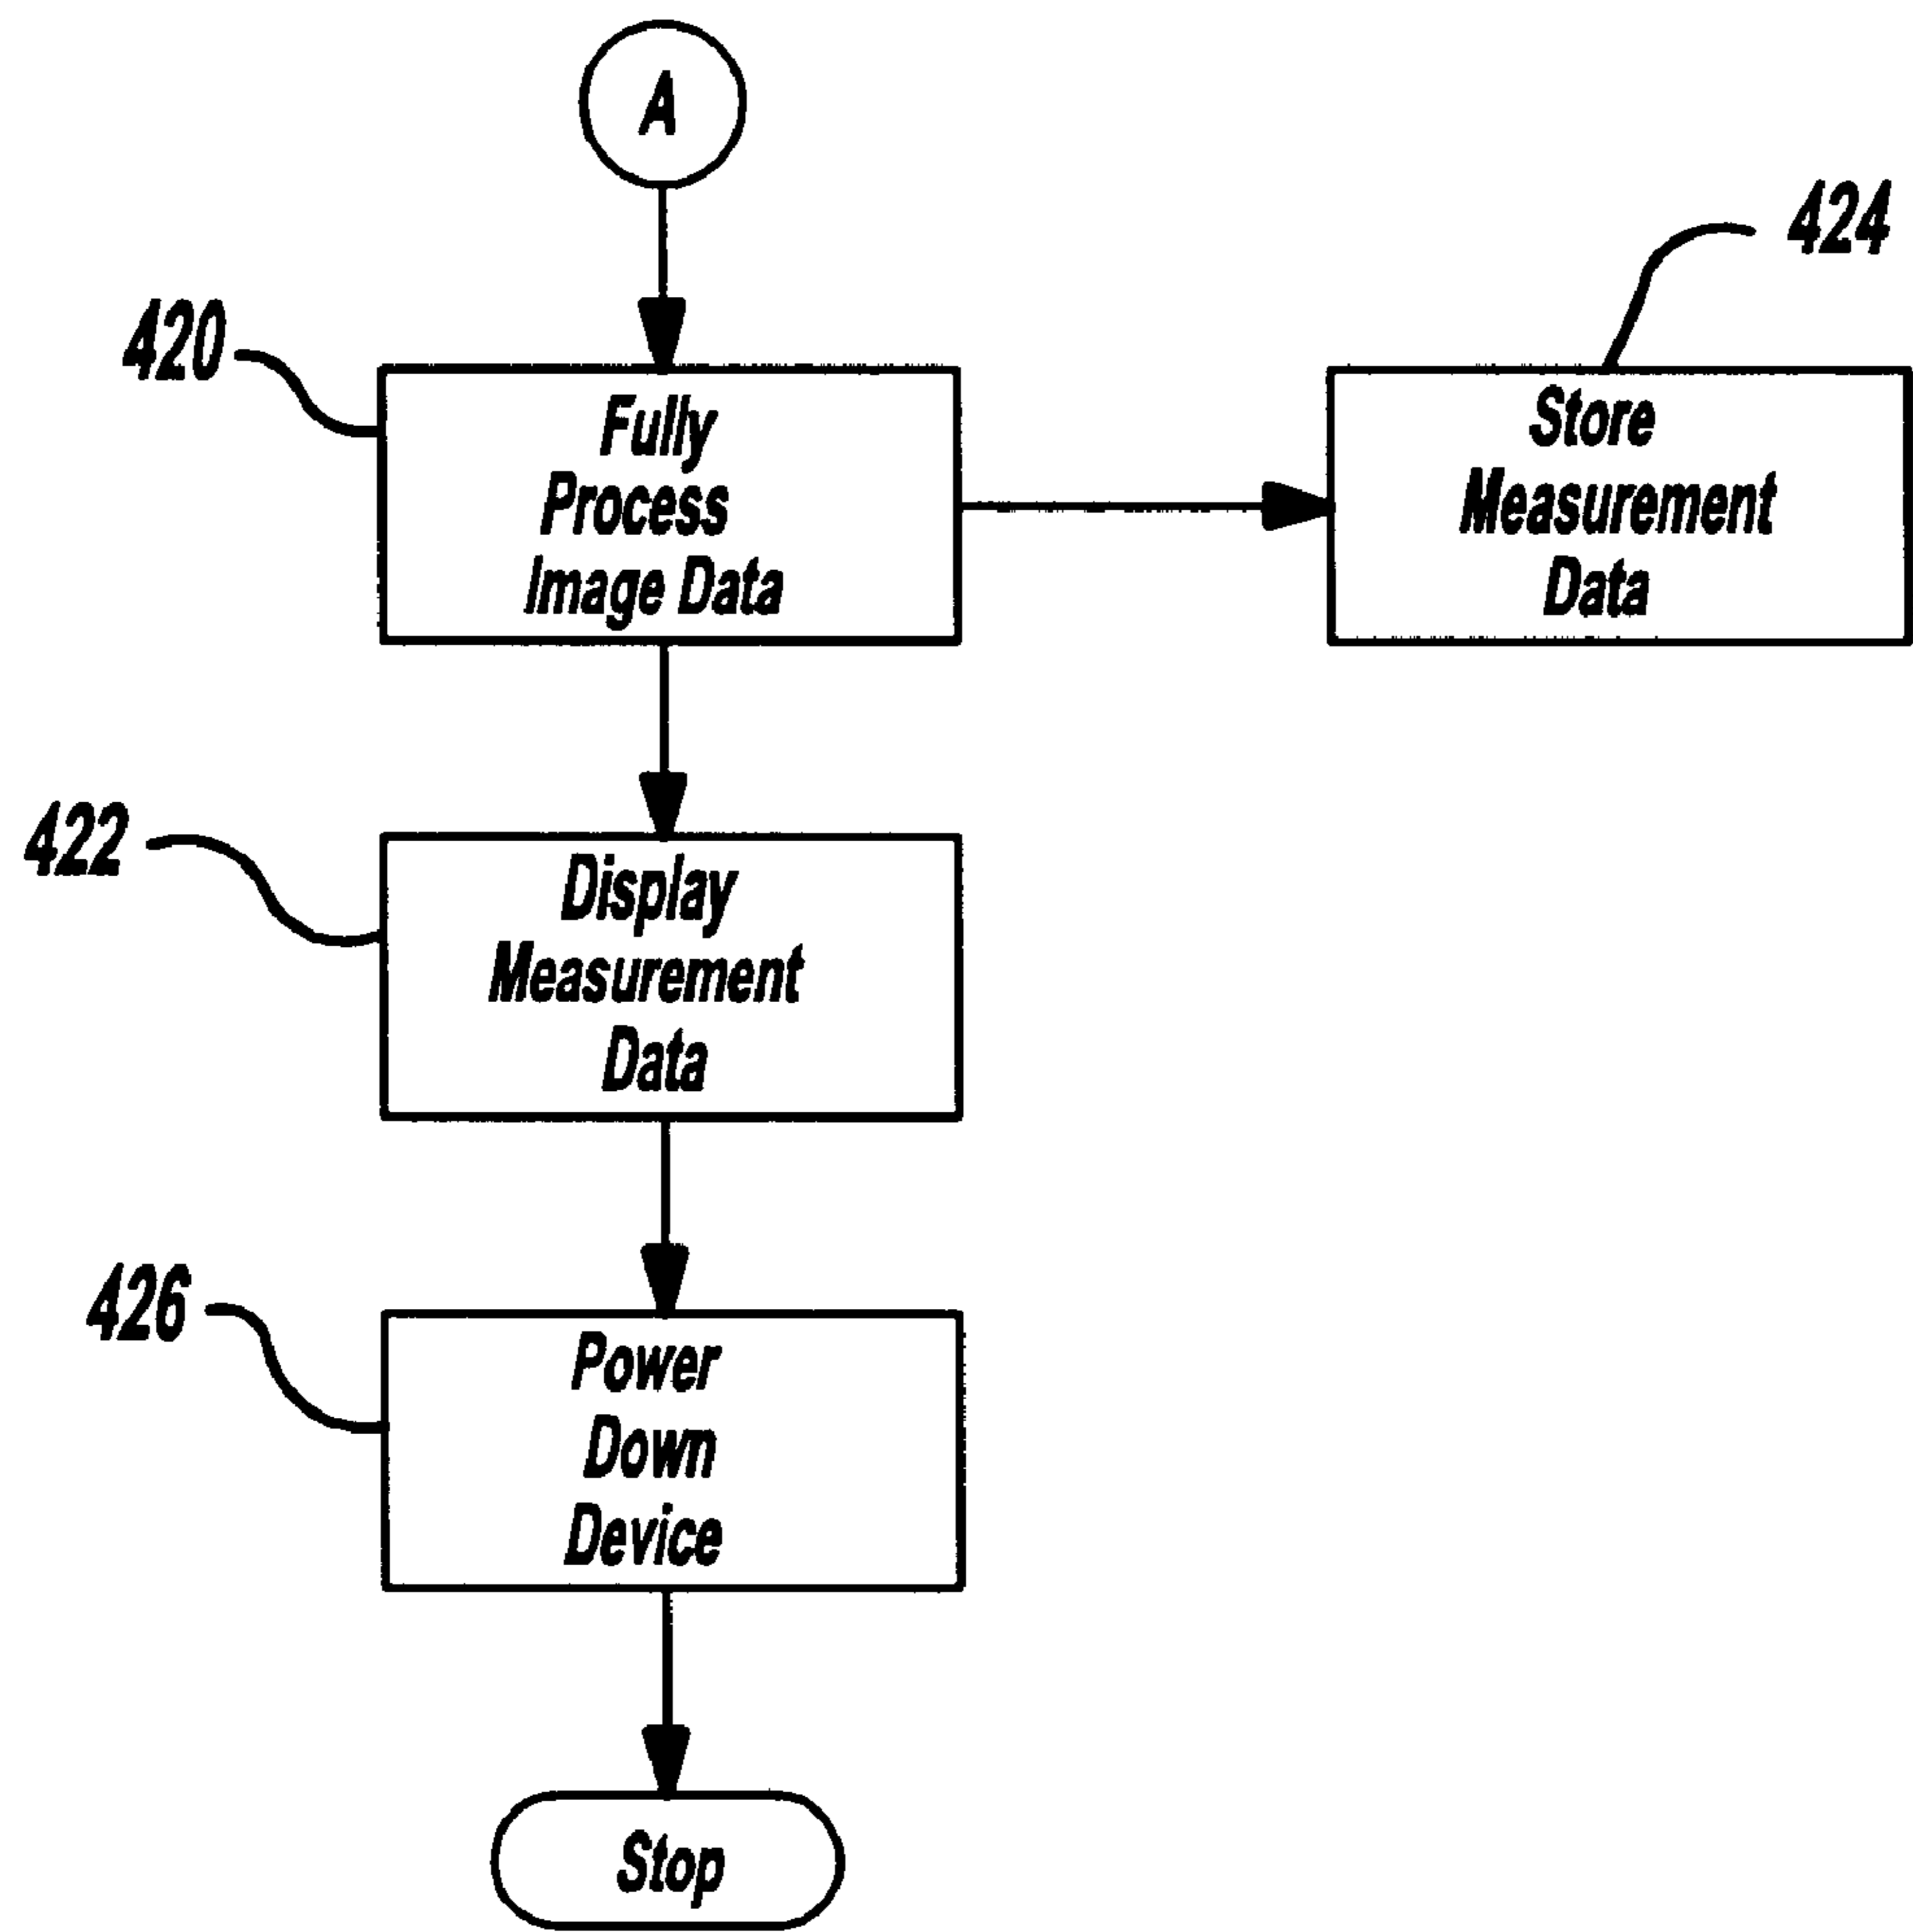 A
424
420
Fully
Process
Image Data
Store
Measurement
Data
422
Display
Measurement
Data
426
Power
Down
Device
Stop